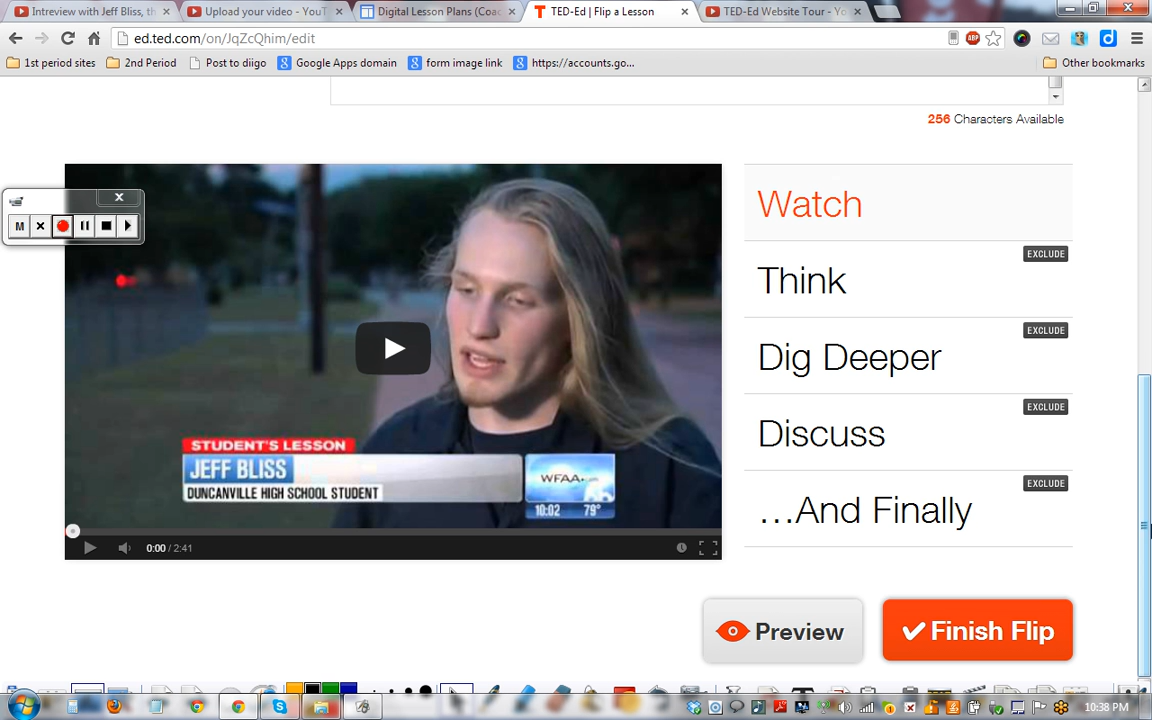 Intreview with Jeff Bliss, th
Upload your video - YouT
Digital Lesson Plans (Coac
TED-Ed | Flip a Lesson
TED-Ed Website Tour - Yo
ed.ted.com/on/JqZcQhim/edit
ABP
1st period sites
2nd Period
Post to diigo
Google Apps domain
form image link
https://accounts.go...
Other bookmarks
256 Characters Available
M
Watch
EXCLUDE
Think
EXCLUDE
Dig Deeper
EXCLUDE
Discuss
EXCLUDE
...And Finally
STUDENT'S LESSON
JEFF BLISS
DUNCANVILLE HIGH SCHOOL STUDENT
WFAA
10:02 79°
0:00 / 2:41
Preview
Finish Flip
10:38 PM